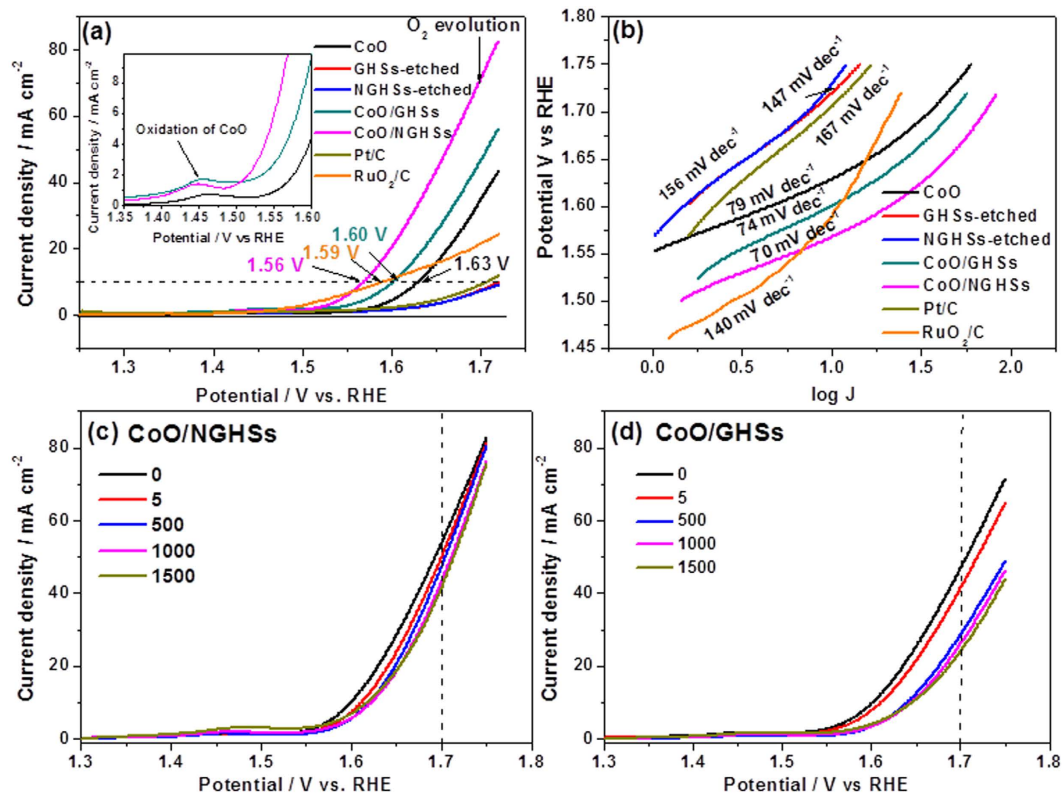 (a)
O2 evolution
CoO
GHSs-etched
NGHSs-etched
CoO/GHSs
CoO/NGHSs
Pt/C
RuO2/C
Current density / mA cm-2
80
60
40
20
0
1.3
1.4
1.5
1.6
1.7
Potential / V vs. RHE
1.56 V
1.59 V
1.60 V
1.63 V
Oxidation of CoO
Current density / mA cm-2
8
6
4
2
0
1.35
1.40
1.45
1.50
1.55
1.60
Potential / V vs RHE
(b)
Potential V vs RHE
1.80
1.75
1.70
1.65
1.60
1.55
1.50
1.45
0.0
0.5
1.0
1.5
2.0
log J
147 mV dec-1
156 mV dec-1
167 mV dec-1
79 mV dec-1
74 mV dec-1
70 mV dec-1
140 mV dec-1
CoO
GHSs-etched
NGHSs-etched
CoO/GHSs
CoO/NGHSs
Pt/C
RuO2/C
(c) CoO/NGHSs
0
5
500
1000
1500
Current density / mA cm-2
80
60
40
20
0
1.3
1.4
1.5
1.6
1.7
1.8
Potential / V vs. RHE
(d) CoO/GHSs
0
5
500
1000
1500
Current density / mA cm-2
80
60
40
20
0
1.3
1.4
1.5
1.6
1.7
1.8
Potential / V vs RHE